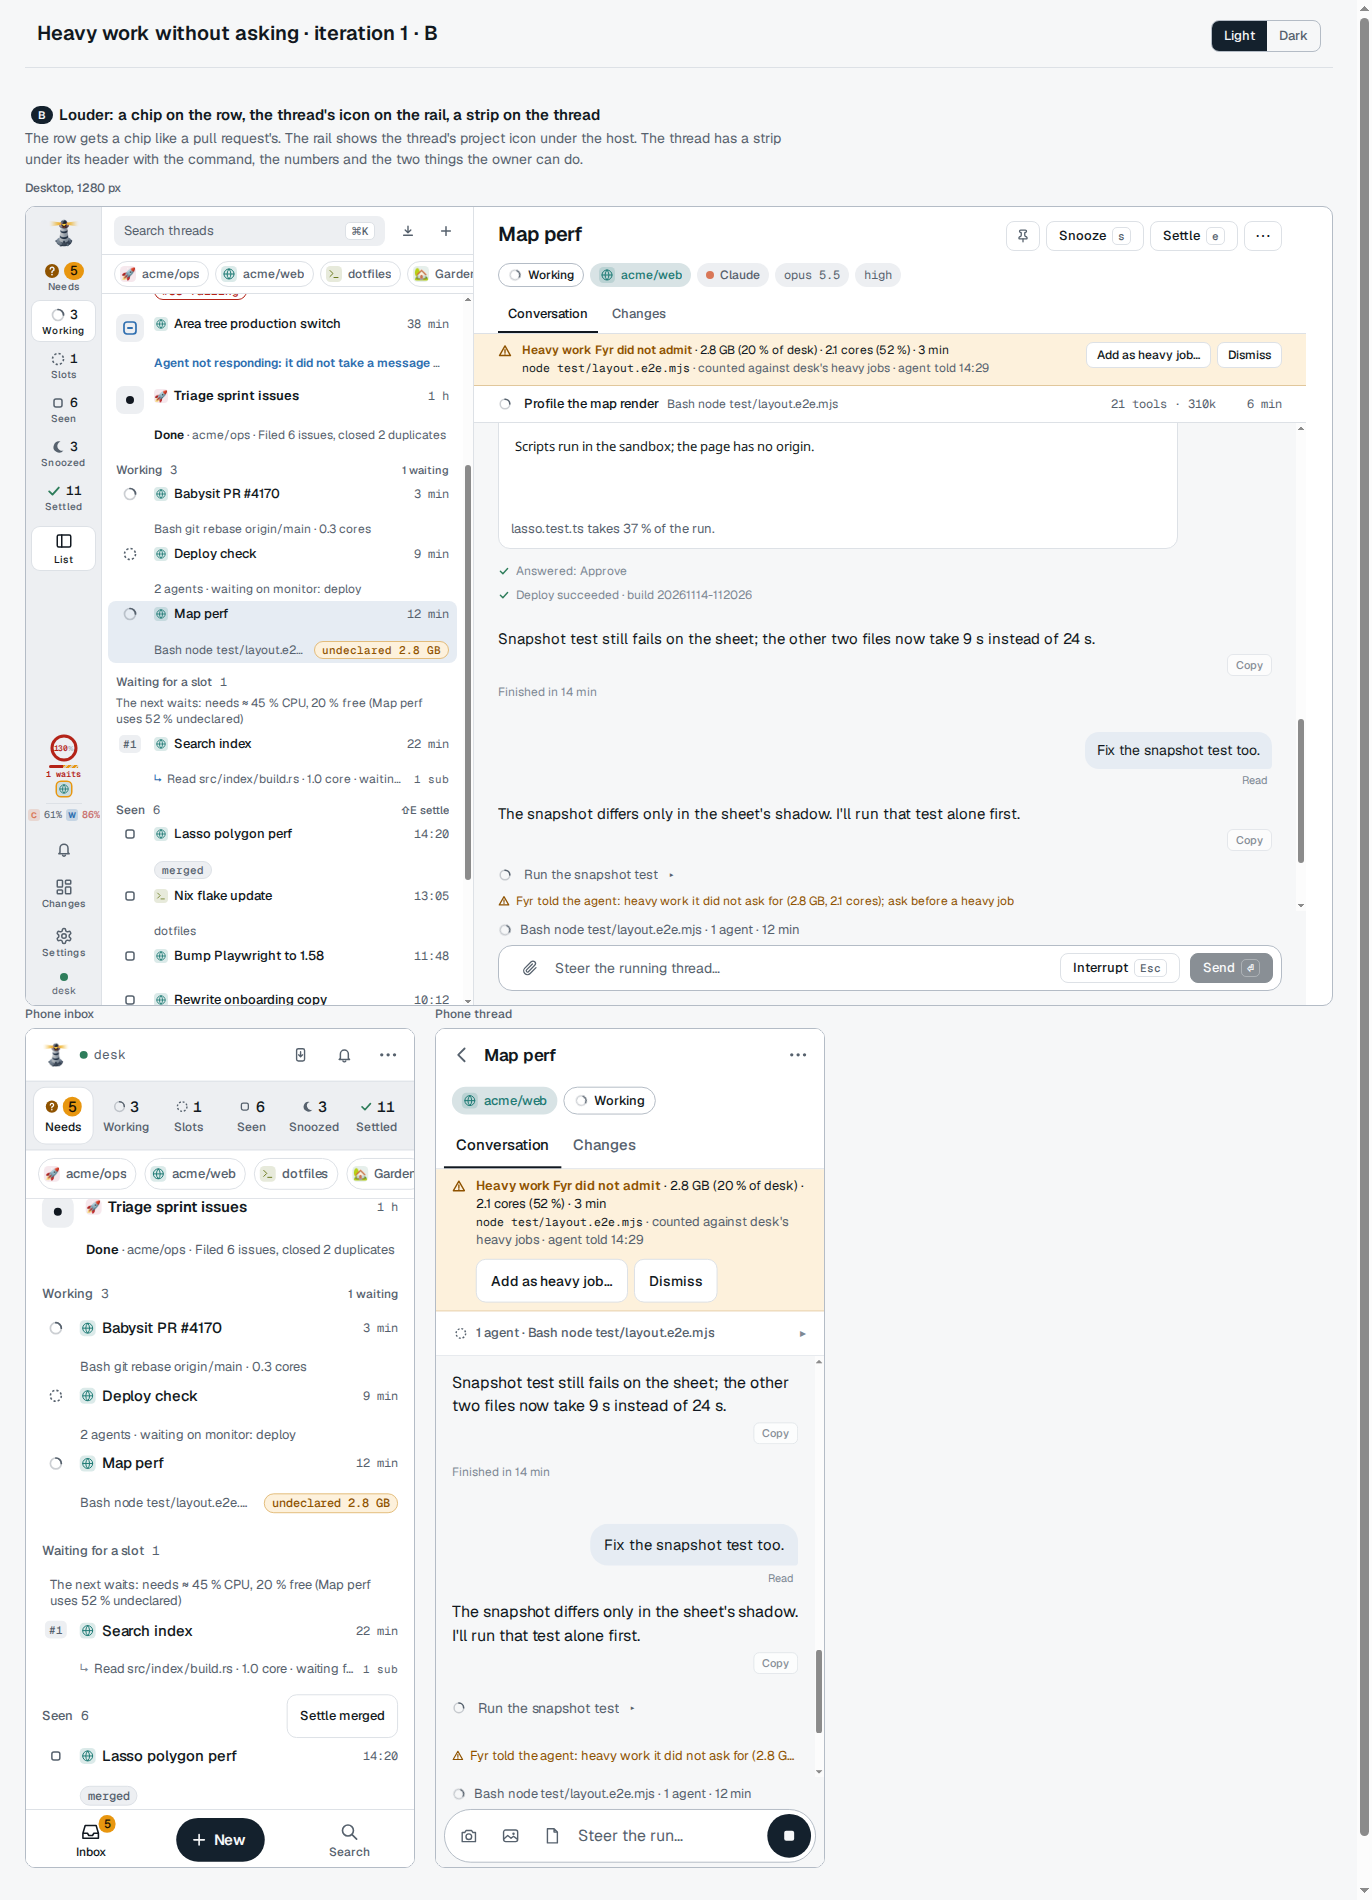 Heavy work without asking · iteration 1 · B
Light
Dark
B
Louder: a chip on the row, the thread's icon on the rail, a strip on the thread
The row gets a chip like a pull request's. The rail shows the thread's project icon under the host. The thread has a strip
under its header with the command, the numbers and the two things the owner can do.
Desktop, 1280 px
? 5
Needs
3
Working
1
Slots
6
Seen
3
Snoozed
11
Settled
List
130
1 waits
C 61% W 86%
Changes
Settings
desk
Search threads
⌘K
acme/ops
acme/web
dotfiles
Garden
Area tree production switch
38 min
Agent not responding: it did not take a message …
Triage sprint issues
1 h
Done · acme/ops · Filed 6 issues, closed 2 duplicates
Working 3
1 waiting
Babysit PR #4170
3 min
Bash git rebase origin/main · 0.3 cores
Deploy check
9 min
2 agents · waiting on monitor: deploy
Map perf
12 min
Bash node test/layout.e2…
undeclared 2.8 GB
Waiting for a slot 1
The next waits: needs ≈ 45 % CPU, 20 % free (Map perf
uses 52 % undeclared)
#1
Search index
22 min
↳ Read src/index/build.rs · 1.0 core · waitin…
1 sub
Seen 6
⇧E settle
Lasso polygon perf
14:20
merged
Nix flake update
13:05
dotfiles
Bump Playwright to 1.58
11:48
Rewrite onboarding copy
10:12
Map perf
Snooze s
Settle e
⋯
Working
acme/web
Claude
opus 5.5
high
Conversation
Changes
Heavy work Fyr did not admit · 2.8 GB (20 % of desk) · 2.1 cores (52 %) · 3 min
node test/layout.e2e.mjs · counted against desk's heavy jobs · agent told 14:29
Add as heavy job…
Dismiss
Profile the map render
Bash node test/layout.e2e.mjs
21 tools · 310k
6 min
Scripts run in the sandbox; the page has no origin.
lasso.test.ts takes 37 % of the run.
Answered: Approve
Deploy succeeded · build 20261114-112026
Snapshot test still fails on the sheet; the other two files now take 9 s instead of 24 s.
Copy
Finished in 14 min
Fix the snapshot test too.
Read
The snapshot differs only in the sheet's shadow. I'll run that test alone first.
Copy
Run the snapshot test ▸
Fyr told the agent: heavy work it did not ask for (2.8 GB, 2.1 cores); ask before a heavy job
Bash node test/layout.e2e.mjs · 1 agent · 12 min
Steer the running thread…
Interrupt Esc
Send ⏎
Phone inbox
desk
⋯
? 5
Needs
3
Working
1
Slots
6
Seen
3
Snoozed
11
Settled
acme/ops
acme/web
dotfiles
Garden
Triage sprint issues
1 h
Done · acme/ops · Filed 6 issues, closed 2 duplicates
Working 3
1 waiting
Babysit PR #4170
3 min
Bash git rebase origin/main · 0.3 cores
Deploy check
9 min
2 agents · waiting on monitor: deploy
Map perf
12 min
Bash node test/layout.e2e.…
undeclared 2.8 GB
Waiting for a slot 1
The next waits: needs ≈ 45 % CPU, 20 % free (Map perf
uses 52 % undeclared)
#1
Search index
22 min
↳ Read src/index/build.rs · 1.0 core · waiting f…
1 sub
Seen 6
Settle merged
Lasso polygon perf
14:20
merged
5
Inbox
+ New
Search
Phone thread
Map perf
⋯
acme/web
Working
Conversation
Changes
Heavy work Fyr did not admit · 2.8 GB (20 % of desk) ·
2.1 cores (52 %) · 3 min
node test/layout.e2e.mjs · counted against desk's
heavy jobs · agent told 14:29
Add as heavy job…
Dismiss
1 agent · Bash node test/layout.e2e.mjs
▸
Snapshot test still fails on the sheet; the other
two files now take 9 s instead of 24 s.
Copy
Finished in 14 min
Fix the snapshot test too.
Read
The snapshot differs only in the sheet's shadow.
I'll run that test alone first.
Copy
Run the snapshot test ▸
Fyr told the agent: heavy work it did not ask for (2.8 G…
Bash node test/layout.e2e.mjs · 1 agent · 12 min
Steer the run…